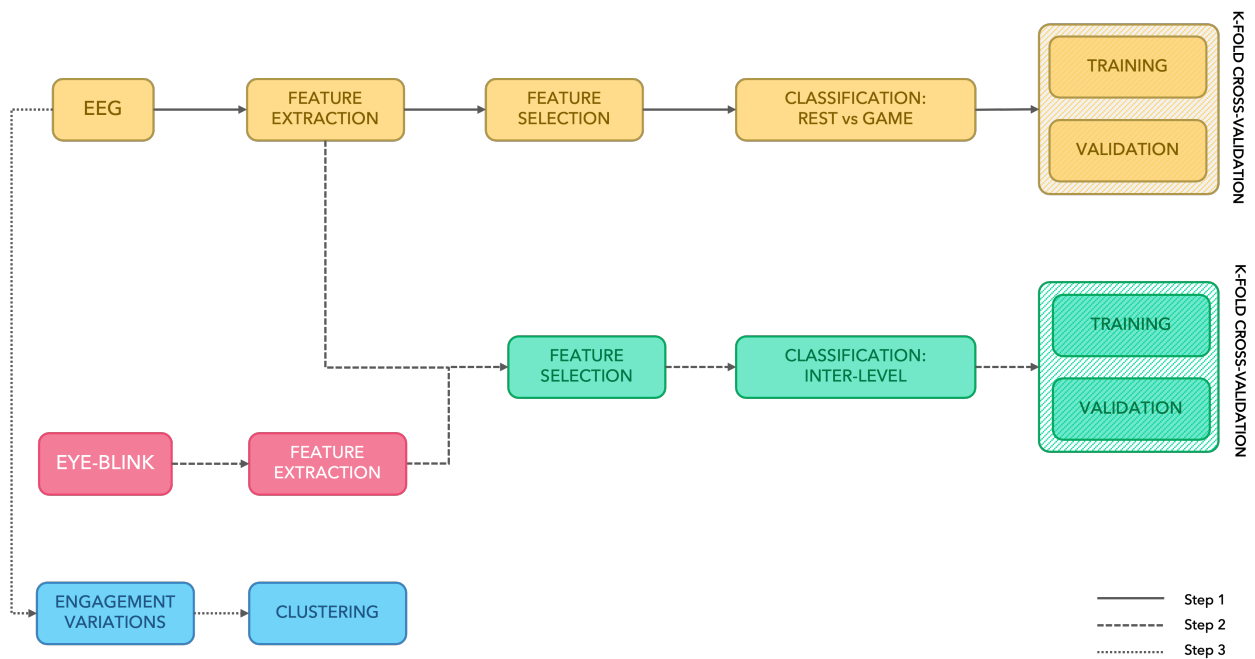 EEG
FEATURE
EXTRACTION
FEATURE
SELECTION
CLASSIFICATION:
REST vs GAME
TRAINING
VALIDATION
K-FOLD CROSS-VALIDATION
FEATURE
SELECTION
CLASSIFICATION:
INTER-LEVEL
TRAINING
VALIDATION
K-FOLD CROSS-VALIDATION
EYE-BLINK
FEATURE
EXTRACTION
ENGAGEMENT
VARIATIONS
CLUSTERING
Step 1
Step 2
Step 3